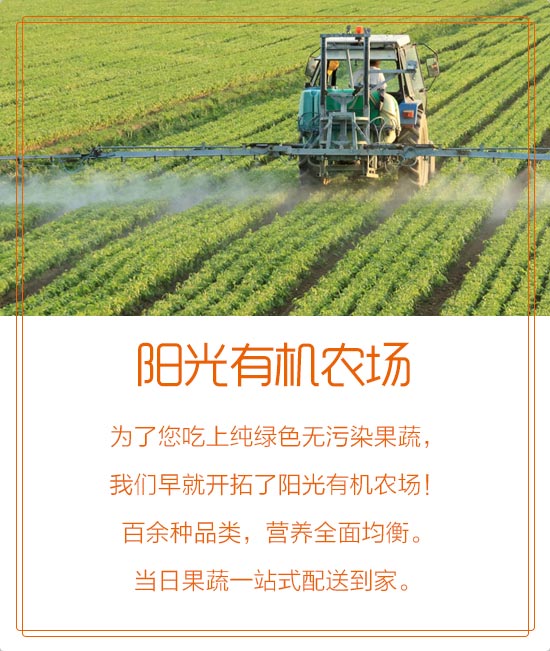 阳光有机农场
为了您吃上纯绿色无污染果蔬，
我们早就开拓了阳光有机农场！
百余种品类，营养全面均衡。
当日果蔬一站式配送到家。